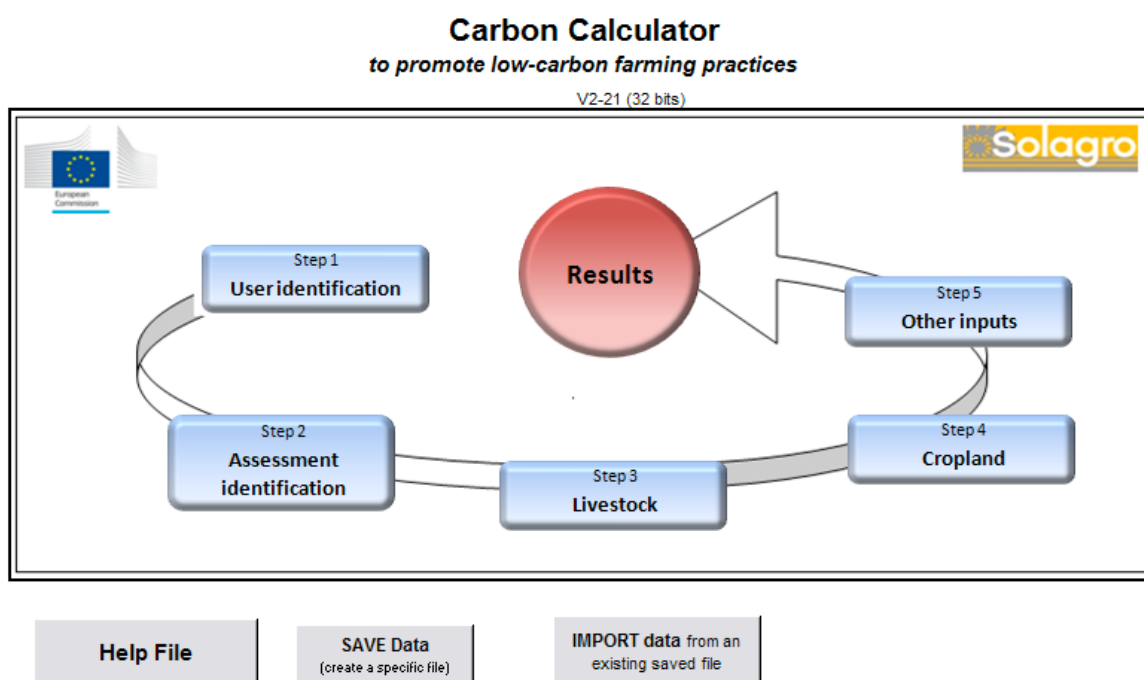 Carbon Calculator
to promote low-carbon farming practices
V2-21 (32 bits)
European
Commission
Solagro
Step 1
User identification
Results
Step 5
Other inputs
Step 2
Assessment
identification
Step 3
Livestock
Step 4
Cropland
Help File
SAVE Data
(create a specific file)
IMPORT data from an
existing saved file